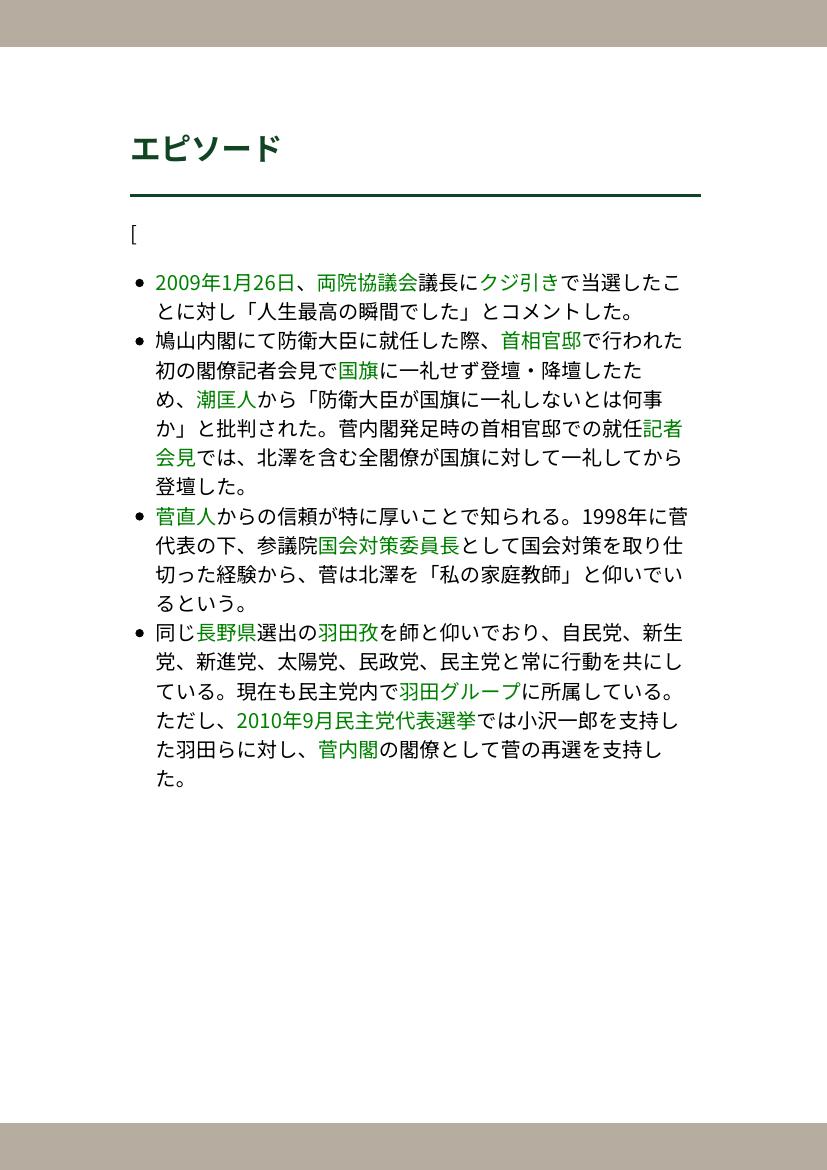 エピソード
[
2009年1月26日、両院協議会議長にクジ引きで当選したこ
とに対し「人生最高の瞬間でした」とコメントした。
鳩山内閣にて防衛大臣に就任した際、首相官邸で行われた
初の閣僚記者会見で国旗に一礼せず登壇・降壇したた
め、潮匡人から「防衛大臣が国旗に一礼しないとは何事
か」と批判された。菅内閣発足時の首相官邸での就任記者
会見では、北澤を含む全閣僚が国旗に対して一礼してから
登壇した。
菅直人からの信頼が特に厚いことで知られる。1998年に菅
代表の下、参議院国会対策委員長として国会対策を取り仕
切った経験から、菅は北澤を「私の家庭教師」と仰いでい
るという。
同じ長野県選出の羽田孜を師と仰いでおり、自民党、新生
党、新進党、太陽党、民政党、民主党と常に行動を共にし
ている。現在も民主党内で羽田グループに所属している。
ただし、2010年9月民主党代表選挙では小沢一郎を支持し
た羽田らに対し、菅内閣の閣僚として菅の再選を支持し
た。